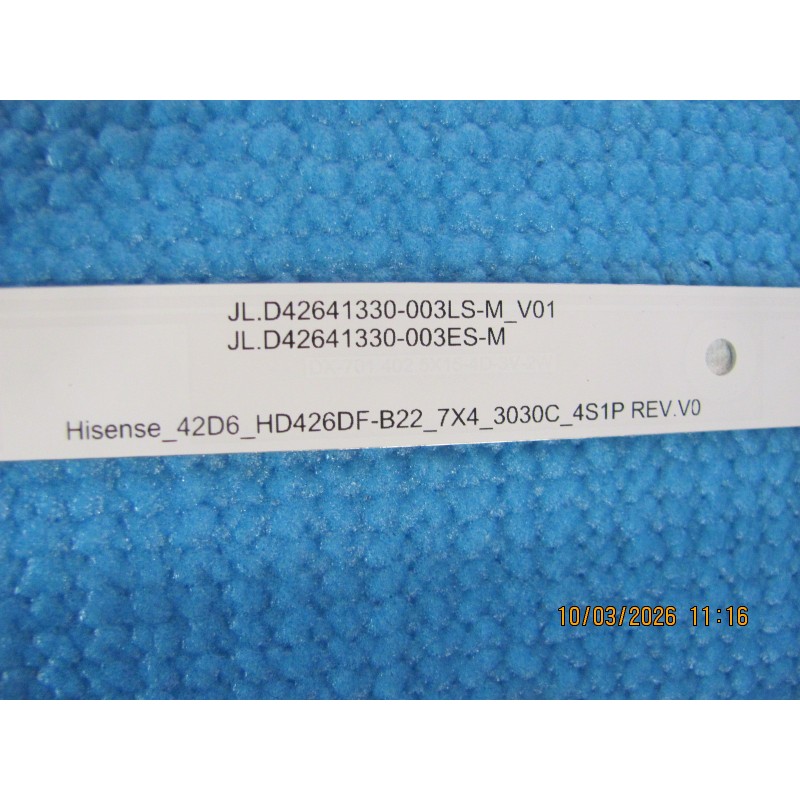 JL.D42641330-003LS-M_V01
JL.D42641330-003ES-M
Hisense_42D6_HD426DF-B22_7X4_3030C_4S1P REV.V0
10/03/2026 11:16